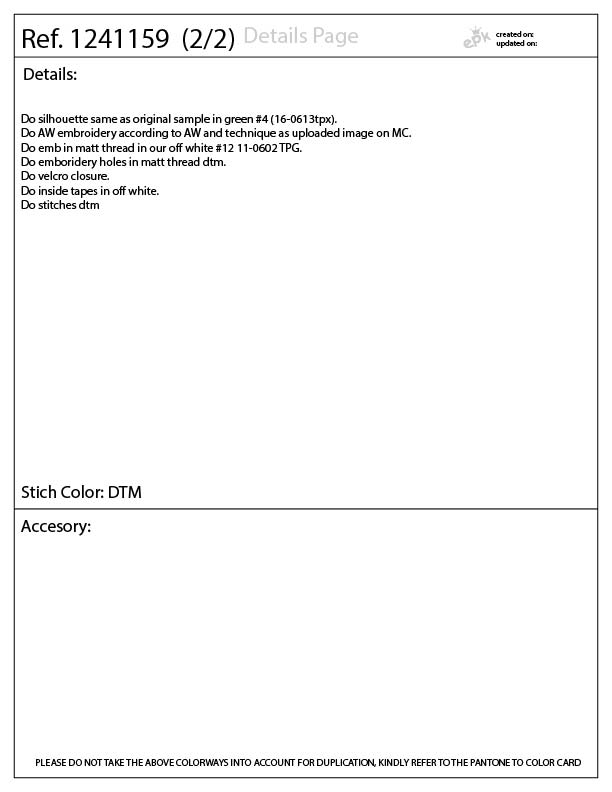 Ref. 1241159 (2/2) Details Page
epk
created on:
updated on:
Details:
Do silhouette same as original sample in green #4 (16-0613tpx).
Do AW embroidery according to AW and technique as uploaded image on MC.
Do emb in matt thread in our off white #12 11-0602 TPG.
Do emboridery holes in matt thread dtm.
Do velcro closure.
Do inside tapes in off white.
Do stitches dtm
Stich Color: DTM
Accesory:
PLEASE DO NOT TAKE THE ABOVE COLORWAYS INTO ACCOUNT FOR DUPLICATION, KINDLY REFER TO THE PANTONE TO COLOR CARD